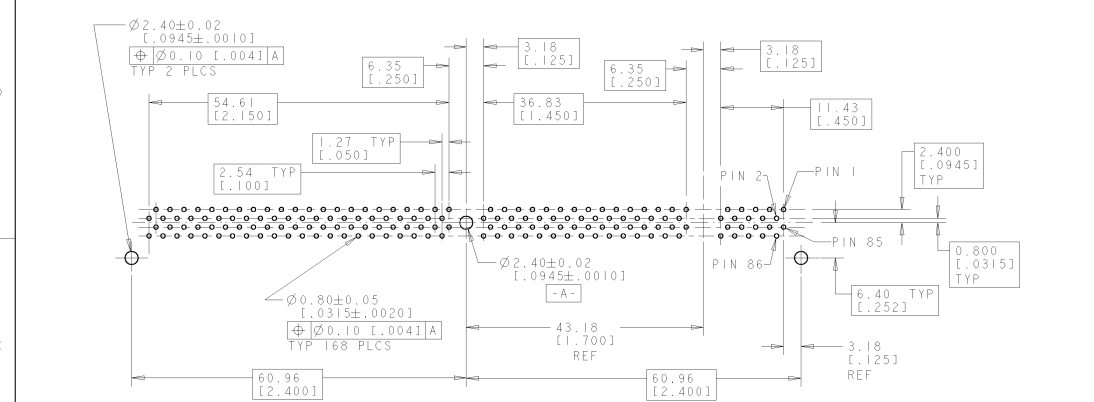 Ø2.40±0.02
[.0945±.0010]
⌖ Ø0.10 [.004] A
TYP 2 PLCS
3.18
[.125]
3.18
[.125]
6.35
[.250]
6.35
[.250]
54.61
[2.150]
36.83
[1.450]
11.43
[.450]
1.27 TYP
[.050]
2.54 TYP
[.100]
2.400
[.0945]
TYP
PIN 2
PIN 1
PIN 85
PIN 86
0.800
[.0315]
TYP
Ø2.40±0.02
[.0945±.0010]
-A-
6.40 TYP
[.252]
Ø0.80±0.05
[.0315±.0020]
⌖ Ø0.10 [.004] A
TYP 168 PLCS
43.18
[1.700]
REF
3.18
[.125]
REF
60.96
[2.400]
60.96
[2.400]